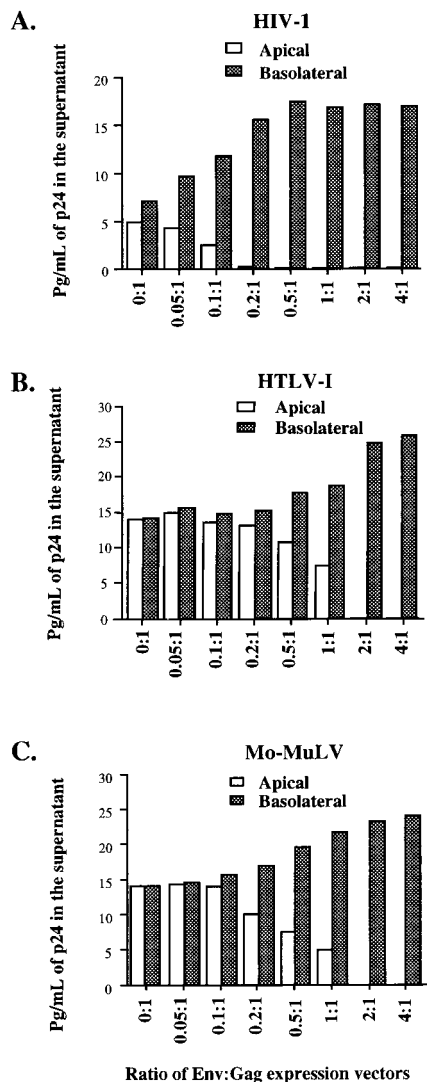 A.
HIV-1
Apical
Basolateral
Pg/mL of p24 in the supernatant
20
15
10
5
0
0:1
0.05:1
0.1:1
0.2:1
0.5:1
1:1
2:1
4:1
B.
HTLV-I
Apical
Basolateral
Pg/mL of p24 in the supernatant
30
25
20
15
10
5
0
0:1
0.05:1
0.1:1
0.2:1
0.5:1
1:1
2:1
4:1
C.
Mo-MuLV
Apical
Basolateral
Pg/mL of p24 in the supernatant
30
25
20
15
10
5
0
0:1
0.05:1
0.1:1
0.2:1
0.5:1
1:1
2:1
4:1
Ratio of Env:Gag expression vectors